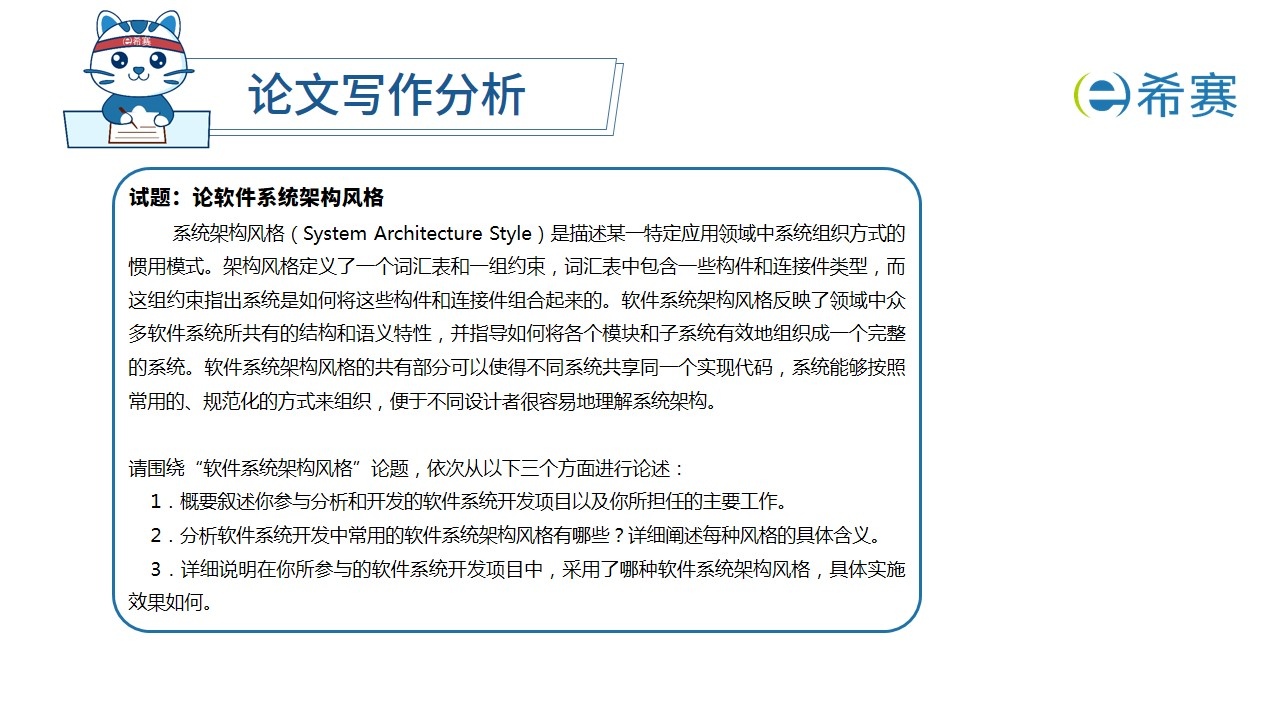 希赛
论文写作分析
希赛
试题：论软件系统架构风格
系统架构风格（System Architecture Style）是描述某一特定应用领域中系统组织方式的
惯用模式。架构风格定义了一个词汇表和一组约束，词汇表中包含一些构件和连接件类型，而
这组约束指出系统是如何将这些构件和连接件组合起来的。软件系统架构风格反映了领域中众
多软件系统所共有的结构和语义特性，并指导如何将各个模块和子系统有效地组织成一个完整
的系统。软件系统架构风格的共有部分可以使得不同系统共享同一个实现代码，系统能够按照
常用的、规范化的方式来组织，便于不同设计者很容易地理解系统架构。
请围绕“软件系统架构风格”论题，依次从以下三个方面进行论述：
1．概要叙述你参与分析和开发的软件系统开发项目以及你所担任的主要工作。
2．分析软件系统开发中常用的软件系统架构风格有哪些？详细阐述每种风格的具体含义。
3．详细说明在你所参与的软件系统开发项目中，采用了哪种软件系统架构风格，具体实施
效果如何。